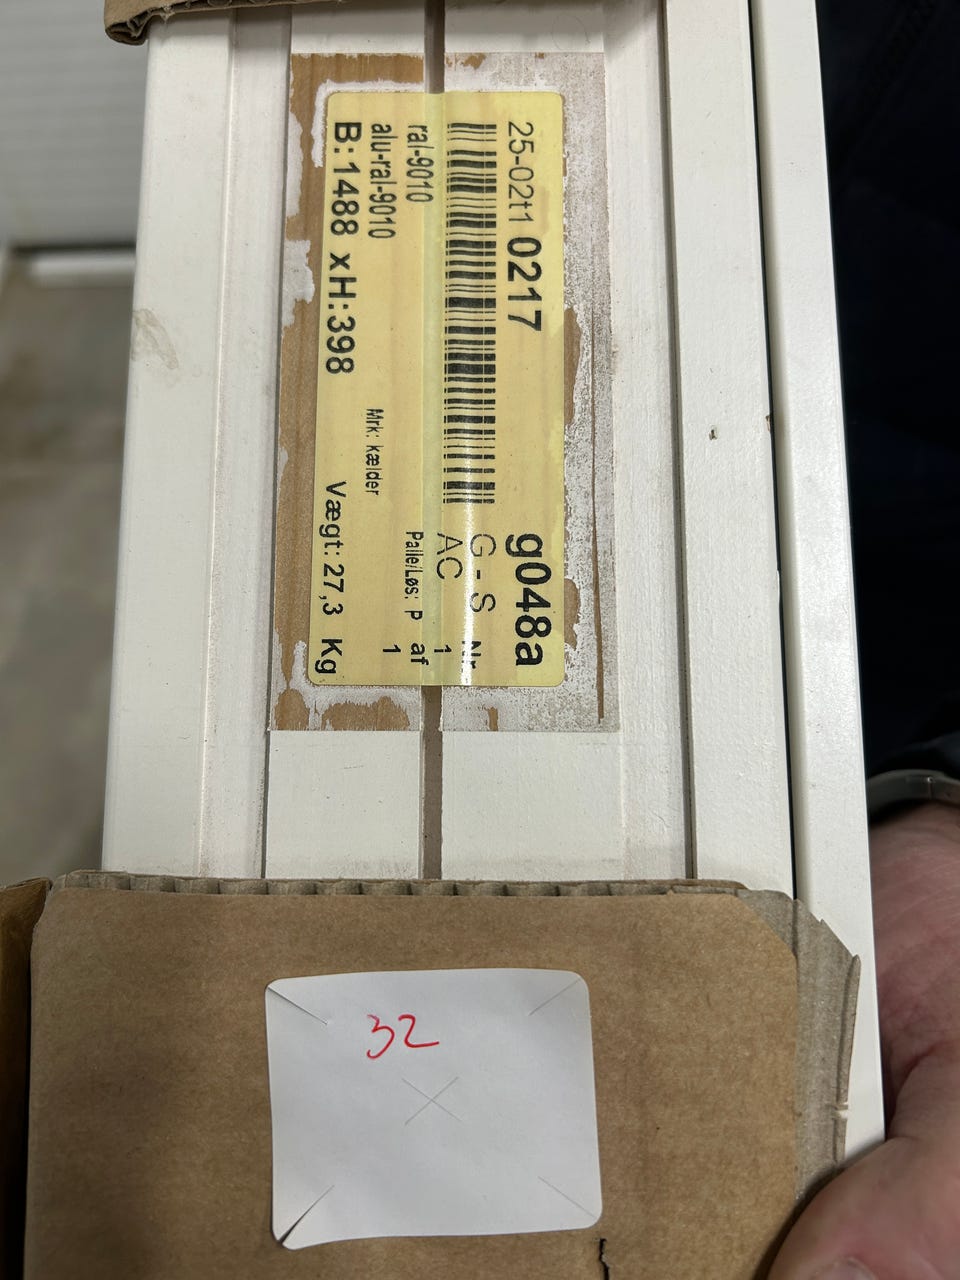 25-02t1 0217
g048a
G - S Nr.
AC 1
ral-9010
Palle/Løs: P af
alu-ral-9010
1
Mrk: kælder
B:1488 xH:398
Vægt:27,3 Kg
32